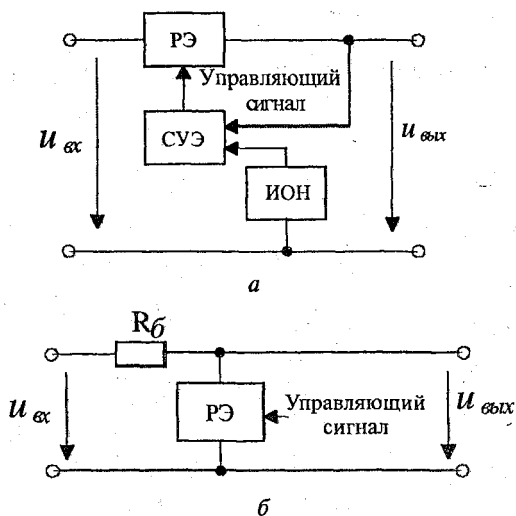 РЭ
Управляющий
сигнал
u вх
СУЭ
u вых
ИОН
а
Rб
u вх
РЭ
Управляющий
сигнал
u вых
б